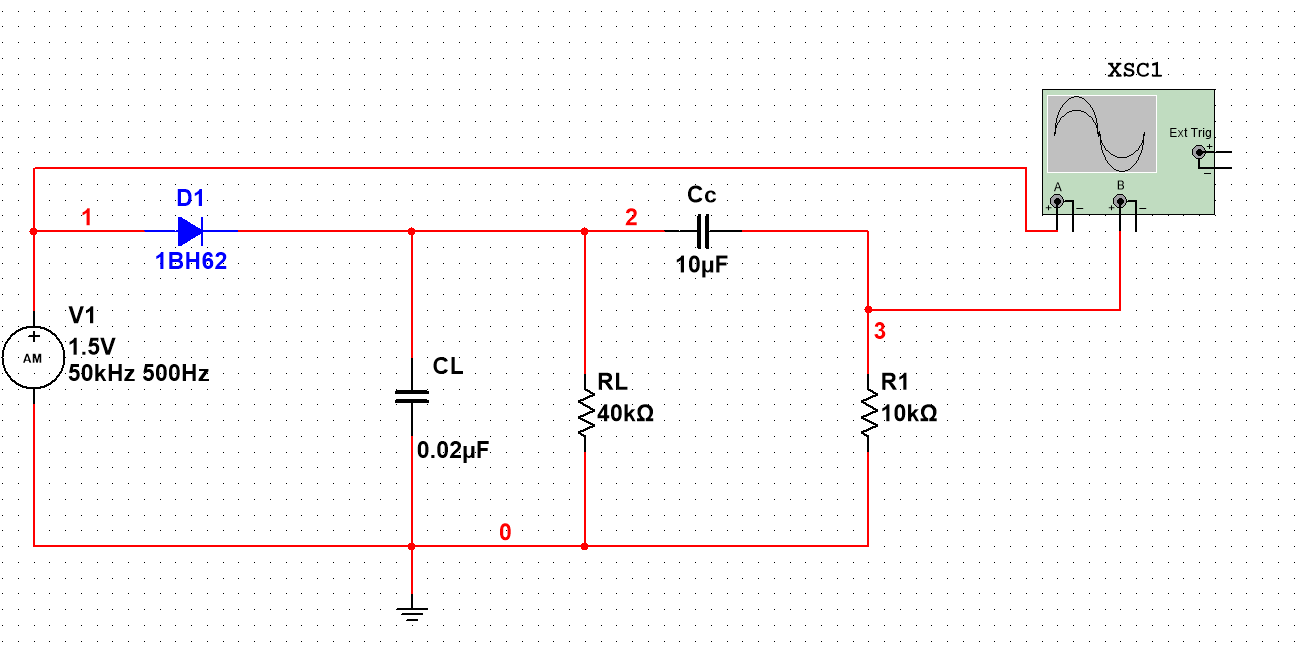 XSC1
Ext Trig
+
−
A
B
+
−
+
−
D1
1
1BH62
2
Cc
10µF
V1
+
AM
1.5V
50kHz 500Hz
3
CL
0.02µF
RL
40kΩ
R1
10kΩ
0